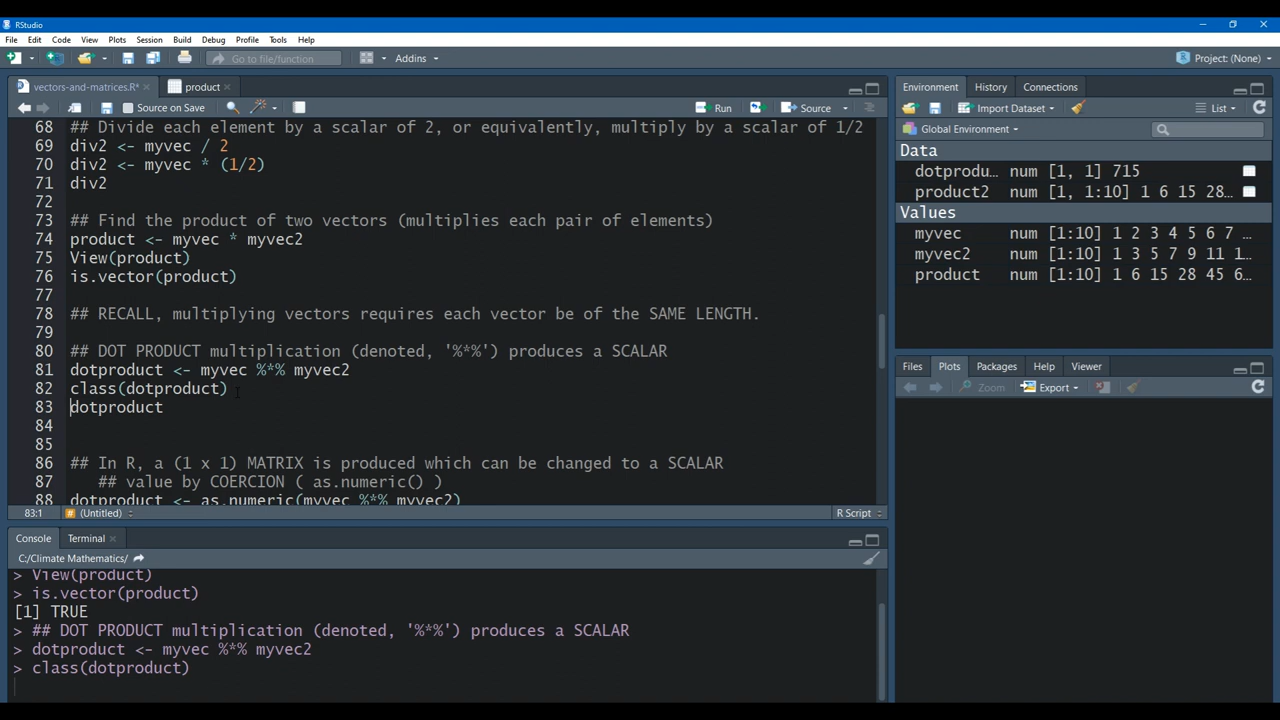 RStudio
File Edit Code View Plots Session Build Debug Profile Tools Help
Go to file/function Addins Project: (None)
vectors-and-matrices.R* product
Source on Save Run Source
68 ## Divide each element by a scalar of 2, or equivalently, multiply by a scalar of 1/2
69 div2 <- myvec / 2
70 div2 <- myvec * (1/2)
71 div2
72
73 ## Find the product of two vectors (multiplies each pair of elements)
74 product <- myvec * myvec2
75 View(product)
76 is.vector(product)
77
78 ## RECALL, multiplying vectors requires each vector be of the SAME LENGTH.
79
80 ## DOT PRODUCT multiplication (denoted, '%*%') produces a SCALAR
81 dotproduct <- myvec %*% myvec2
82 class(dotproduct)
83 dotproduct
84
85
86 ## In R, a (1 x 1) MATRIX is produced which can be changed to a SCALAR
87 ## value by COERCION ( as.numeric() )
88 dotproduct <- as.numeric(myvec %*% myvec2)
83:1 # (Untitled) R Script
Console Terminal
C:/Climate Mathematics/
> View(product)
> is.vector(product)
[1] TRUE
> ## DOT PRODUCT multiplication (denoted, '%*%') produces a SCALAR
> dotproduct <- myvec %*% myvec2
> class(dotproduct)
Environment History Connections
Import Dataset List
Global Environment
Data
dotprodu… num [1, 1] 715
product2 num [1, 1:10] 1 6 15 28…
Values
myvec num [1:10] 1 2 3 4 5 6 7 …
myvec2 num [1:10] 1 3 5 7 9 11 1…
product num [1:10] 1 6 15 28 45 6…
Files Plots Packages Help Viewer
Zoom Export